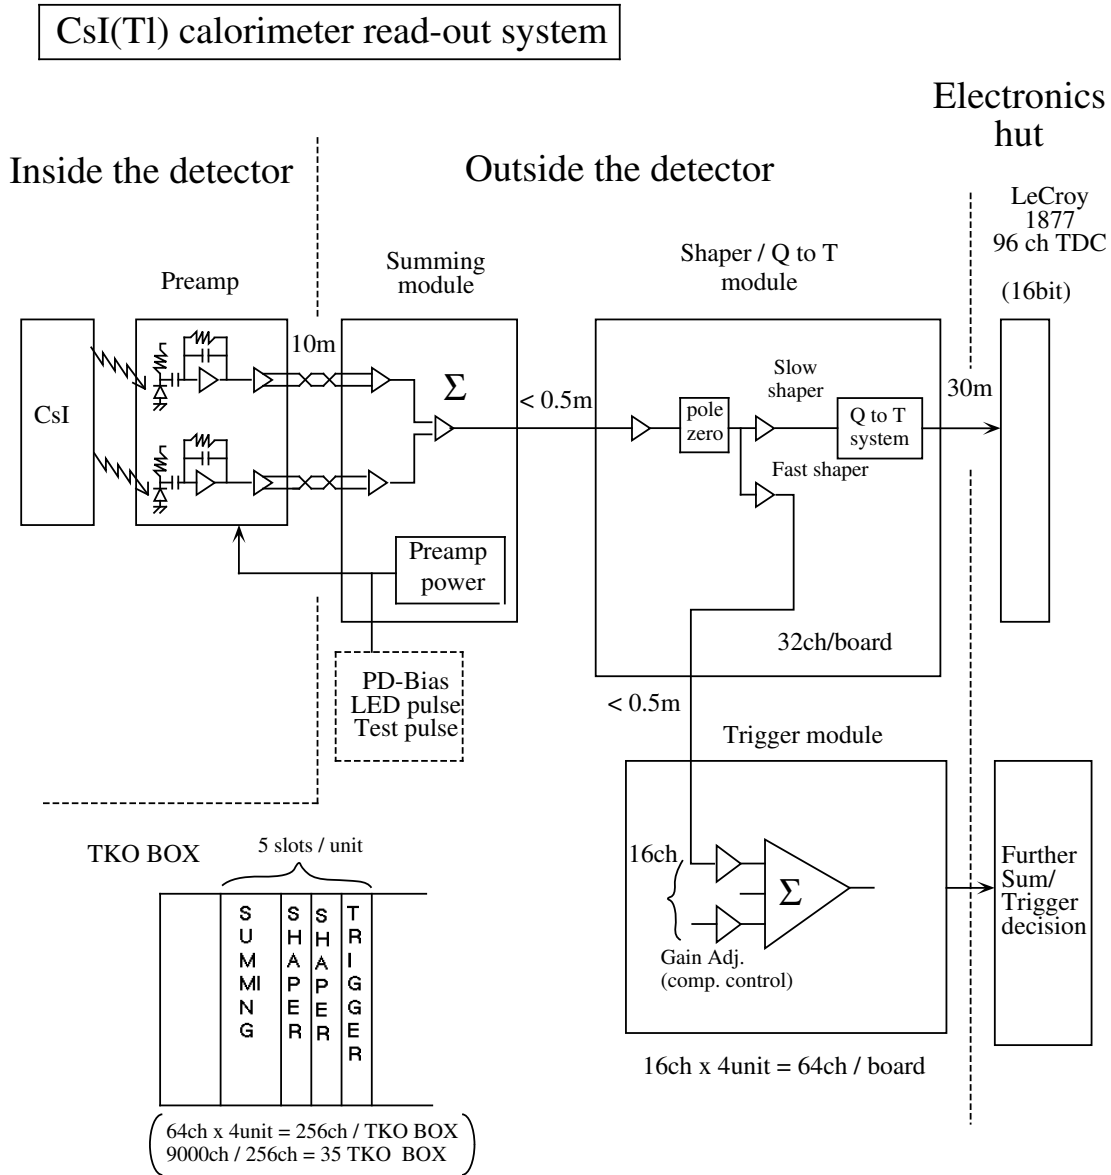 CsI(Tl) calorimeter read-out system
Electronics
hut
Inside the detector
Outside the detector
LeCroy
1877
96 ch TDC
(16bit)
Preamp
Summing
module
Shaper / Q to T
module
10m
CsI
Σ
< 0.5m
pole
zero
Slow
shaper
Q to T
system
30m
Fast shaper
Preamp
power
32ch/board
PD-Bias
LED pulse
Test pulse
< 0.5m
Trigger module
16ch
Σ
Gain Adj.
(comp. control)
Further
Sum/
Trigger
decision
16ch x 4unit = 64ch / board
TKO BOX
5 slots / unit
SUMMING
SHAPER
SHAPER
TRIGGER
64ch x 4unit = 256ch / TKO BOX
9000ch / 256ch = 35 TKO BOX